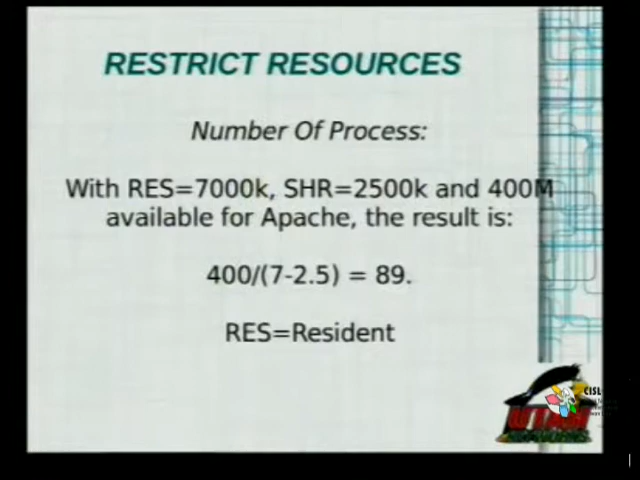 RESTRICT RESOURCES
Number Of Process:
With RES=7000k, SHR=2500k and 400M
available for Apache, the result is:
400/(7-2.5) = 89.
RES=Resident
CISL